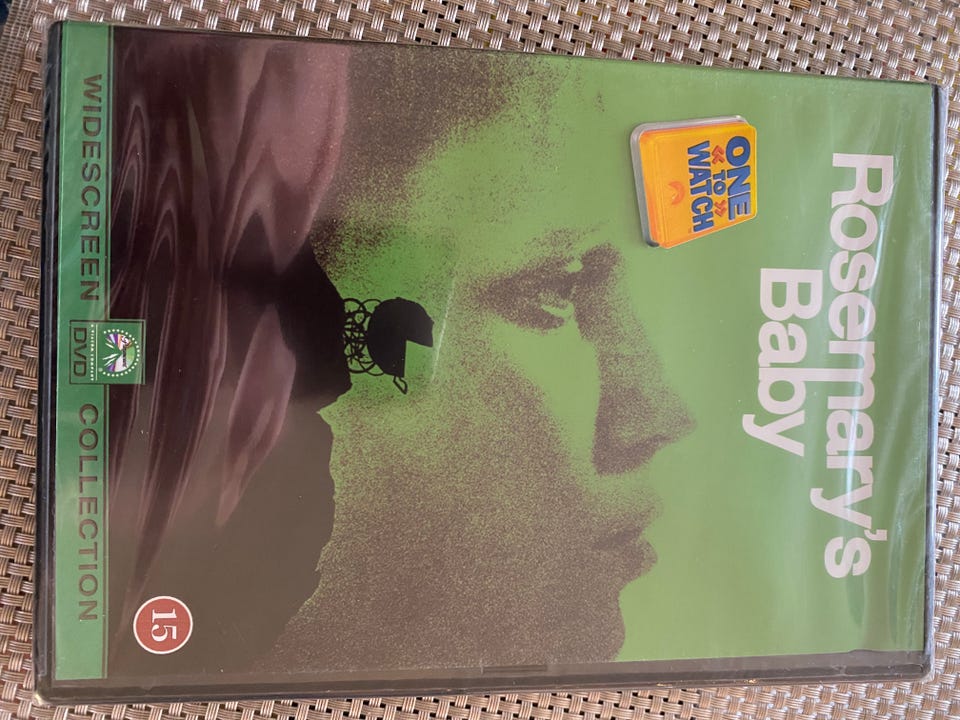 Rosemary's
Baby
ONE
« TO »
WATCH
15
WIDESCREEN DVD COLLECTION